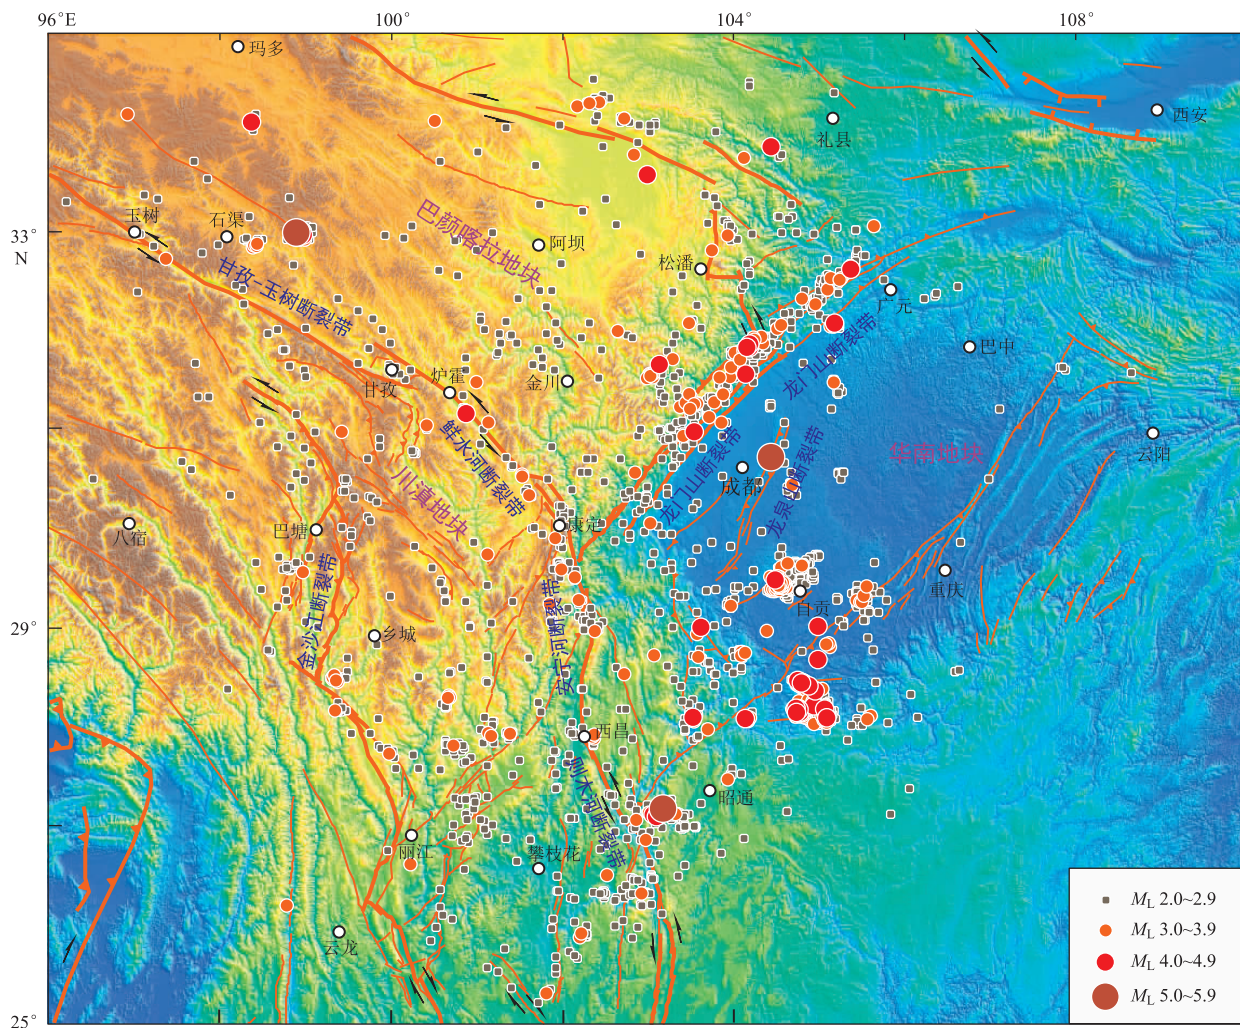 96°E
100°
104°
108°
玛多
西安
礼县
玉树
石渠
33°
N
巴颜喀拉地块
阿坝
松潘
甘孜-玉树断裂带
广元
龙门山断裂带
巴中
甘孜
炉霍
金川
鲜水河断裂带
龙门山断裂带
龙泉山断裂带
华南地块
云阳
成都
川滇地块
八宿
巴塘
康定
金沙江断裂带
安宁河断裂带
自贡
重庆
29°
乡城
西昌
则木河断裂带
昭通
丽江
攀枝花
云龙
25°
ML 2.0~2.9
ML 3.0~3.9
ML 4.0~4.9
ML 5.0~5.9